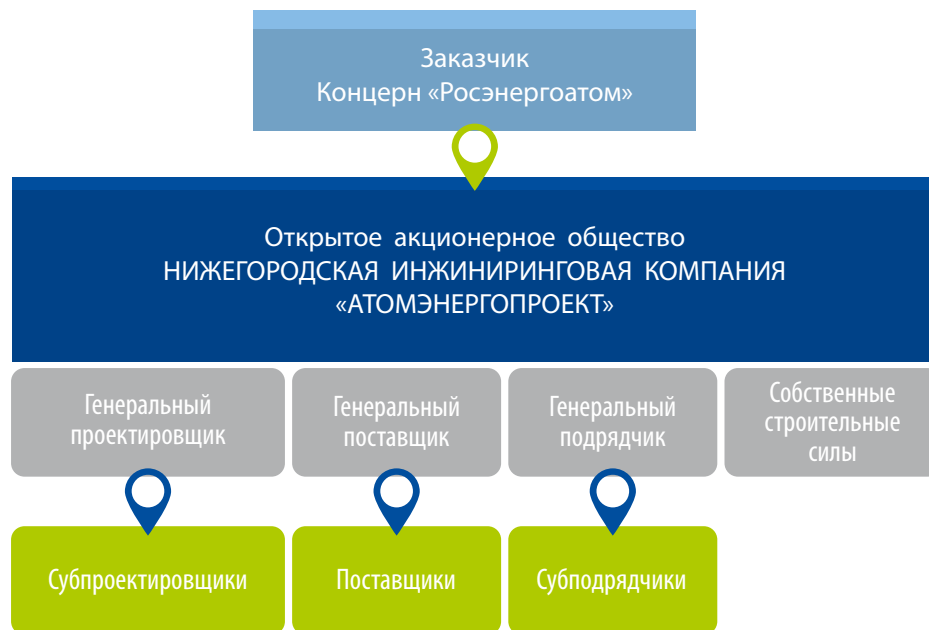 Заказчик
Концерн «Росэнергоатом»
Открытое акционерное общество
НИЖЕГОРОДСКАЯ ИНЖИНИРИНГОВАЯ КОМПАНИЯ
«АТОМЭНЕРГОПРОЕКТ»
Генеральный
проектировщик
Генеральный
поставщик
Генеральный
подрядчик
Собственные
строительные
силы
Субпроектировщики
Поставщики
Субподрядчики